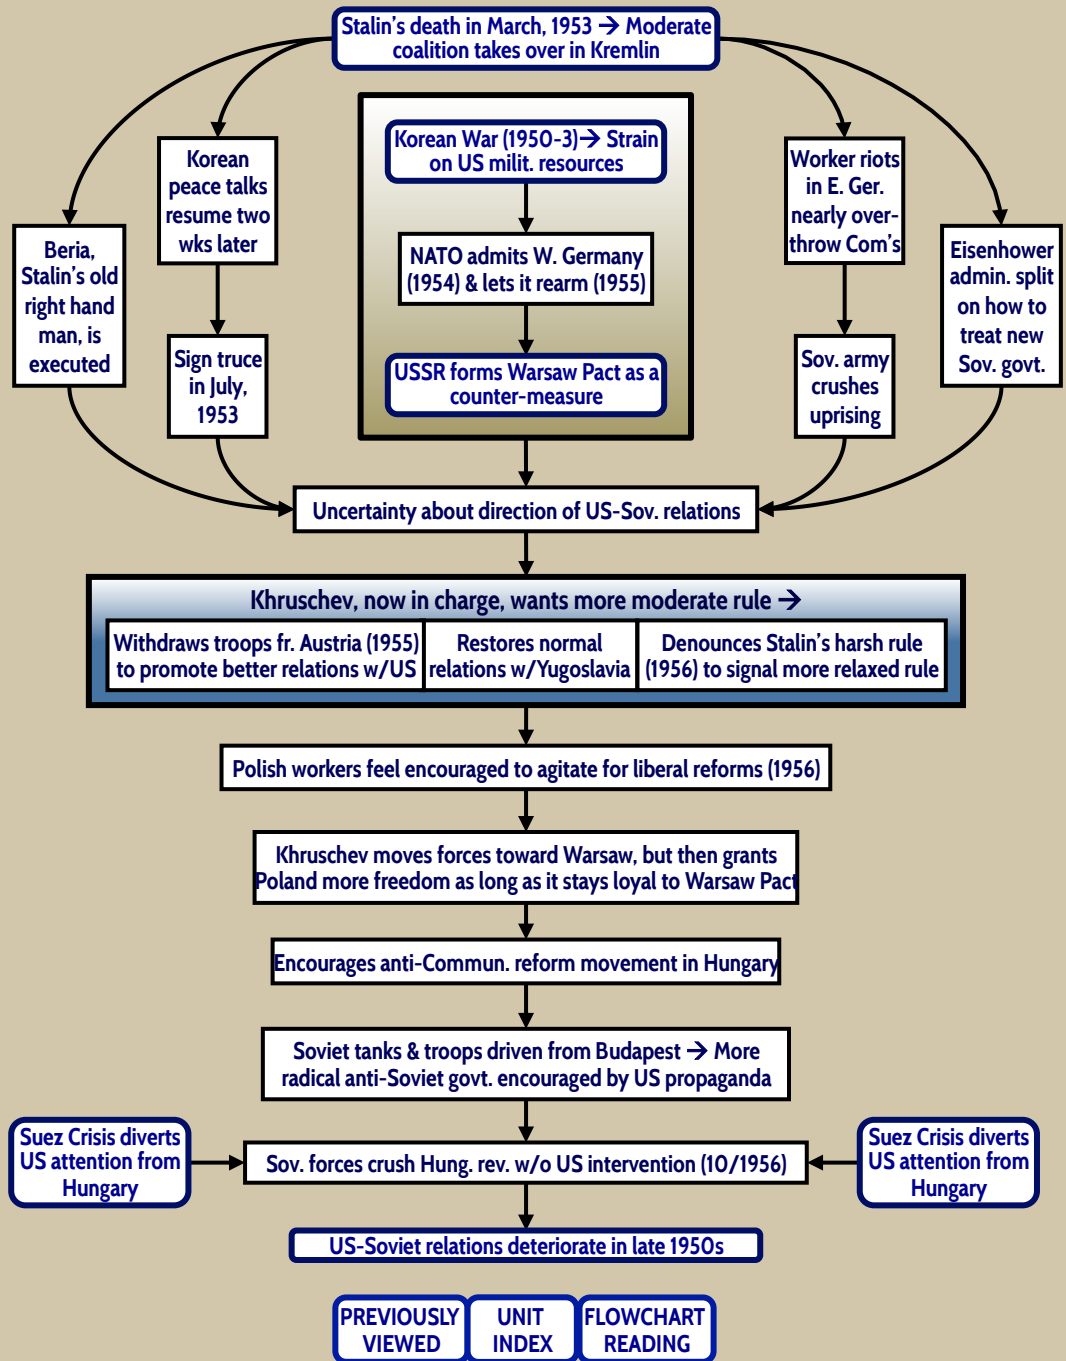 Stalin's death in March, 1953 → Moderate
coalition takes over in Kremlin
Beria,
Stalin's old
right hand
man, is
executed
Korean
peace talks
resume two
wks later
Sign truce
in July,
1953
Korean War (1950-3)→ Strain
on US milit. resources
NATO admits W. Germany
(1954) & lets it rearm (1955)
USSR forms Warsaw Pact as a
counter-measure
Worker riots
in E. Ger.
nearly over-
throw Com's
Sov. army
crushes
uprising
Eisenhower
admin. split
on how to
treat new
Sov. govt.
Uncertainty about direction of US-Sov. relations
Khruschev, now in charge, wants more moderate rule →
Withdraws troops fr. Austria (1955)
to promote better relations w/US
Restores normal
relations w/Yugoslavia
Denounces Stalin's harsh rule
(1956) to signal more relaxed rule
Polish workers feel encouraged to agitate for liberal reforms (1956)
Khruschev moves forces toward Warsaw, but then grants
Poland more freedom as long as it stays loyal to Warsaw Pact
Encourages anti-Commun. reform movement in Hungary
Soviet tanks & troops driven from Budapest → More
radical anti-Soviet govt. encouraged by US propaganda
Suez Crisis diverts
US attention from
Hungary
Sov. forces crush Hung. rev. w/o US intervention (10/1956)
Suez Crisis diverts
US attention from
Hungary
US-Soviet relations deteriorate in late 1950s
PREVIOUSLY
VIEWED
UNIT
INDEX
FLOWCHART
READING